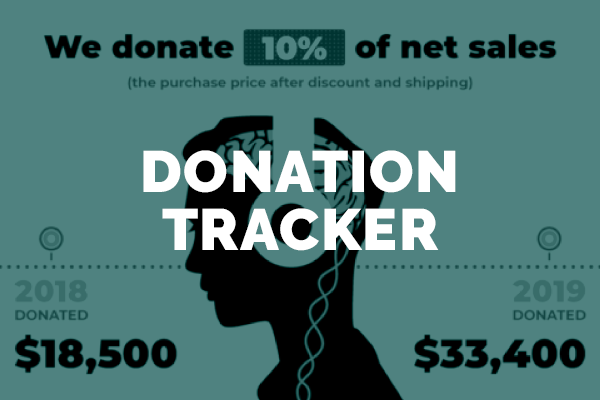 We donate 10% of net sales
(the purchase price after discount and shipping)
DONATION
TRACKER
2018
DONATED
$18,500
2019
DONATED
$33,400